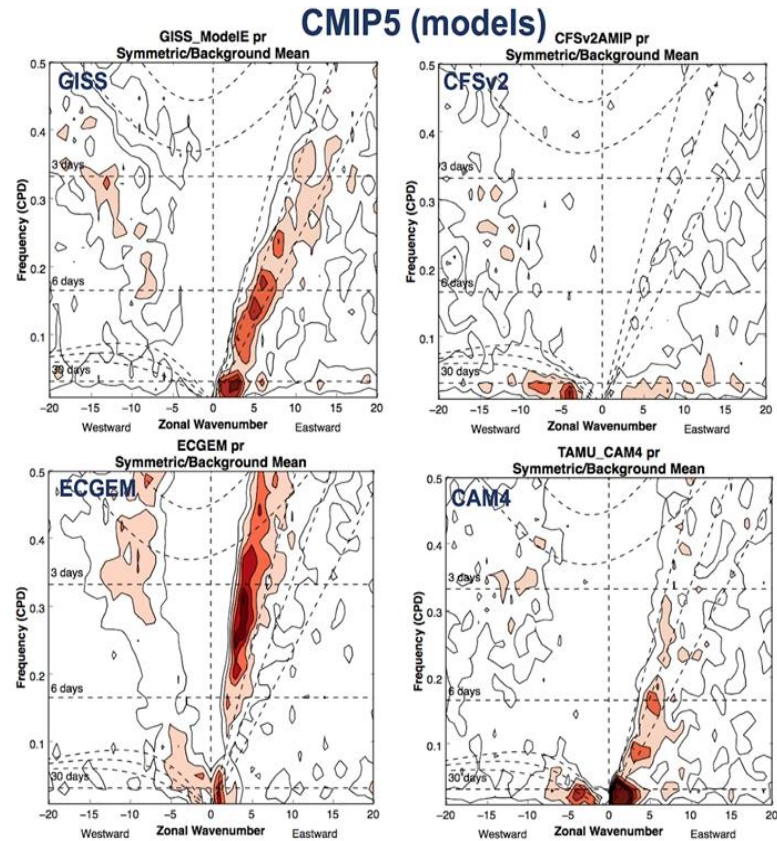 CMIP5 (models)
GISS_ModelE pr
Symmetric/Background Mean
GISS
Frequency (CPD)
0.5
0.4
3 days
0.3
0.2
6 days
0.1
30 days
−20 −15 −10 −5 0 5 10 15 20
Westward Zonal Wavenumber Eastward
CFSv2AMIP pr
Symmetric/Background Mean
CFSv2
Frequency (CPD)
0.5
0.4
3 days
0.3
0.2
6 days
0.1
30 days
−20 −15 −10 −5 0 5 10 15 20
Westward Zonal Wavenumber Eastward
ECGEM pr
Symmetric/Background Mean
ECGEM
Frequency (CPD)
0.5
0.4
3 days
0.3
0.2
6 days
0.1
30 days
−20 −15 −10 −5 0 5 10 15 20
Westward Zonal Wavenumber Eastward
TAMU_CAM4 pr
Symmetric/Background Mean
CAM4
Frequency (CPD)
0.5
0.4
3 days
0.3
0.2
6 days
0.1
30 days
−20 −15 −10 −5 0 5 10 15 20
Westward Zonal Wavenumber Eastward